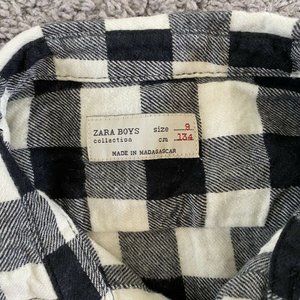 ZARA BOYS size 9
collection cm 134
MADE IN MADAGASCAR